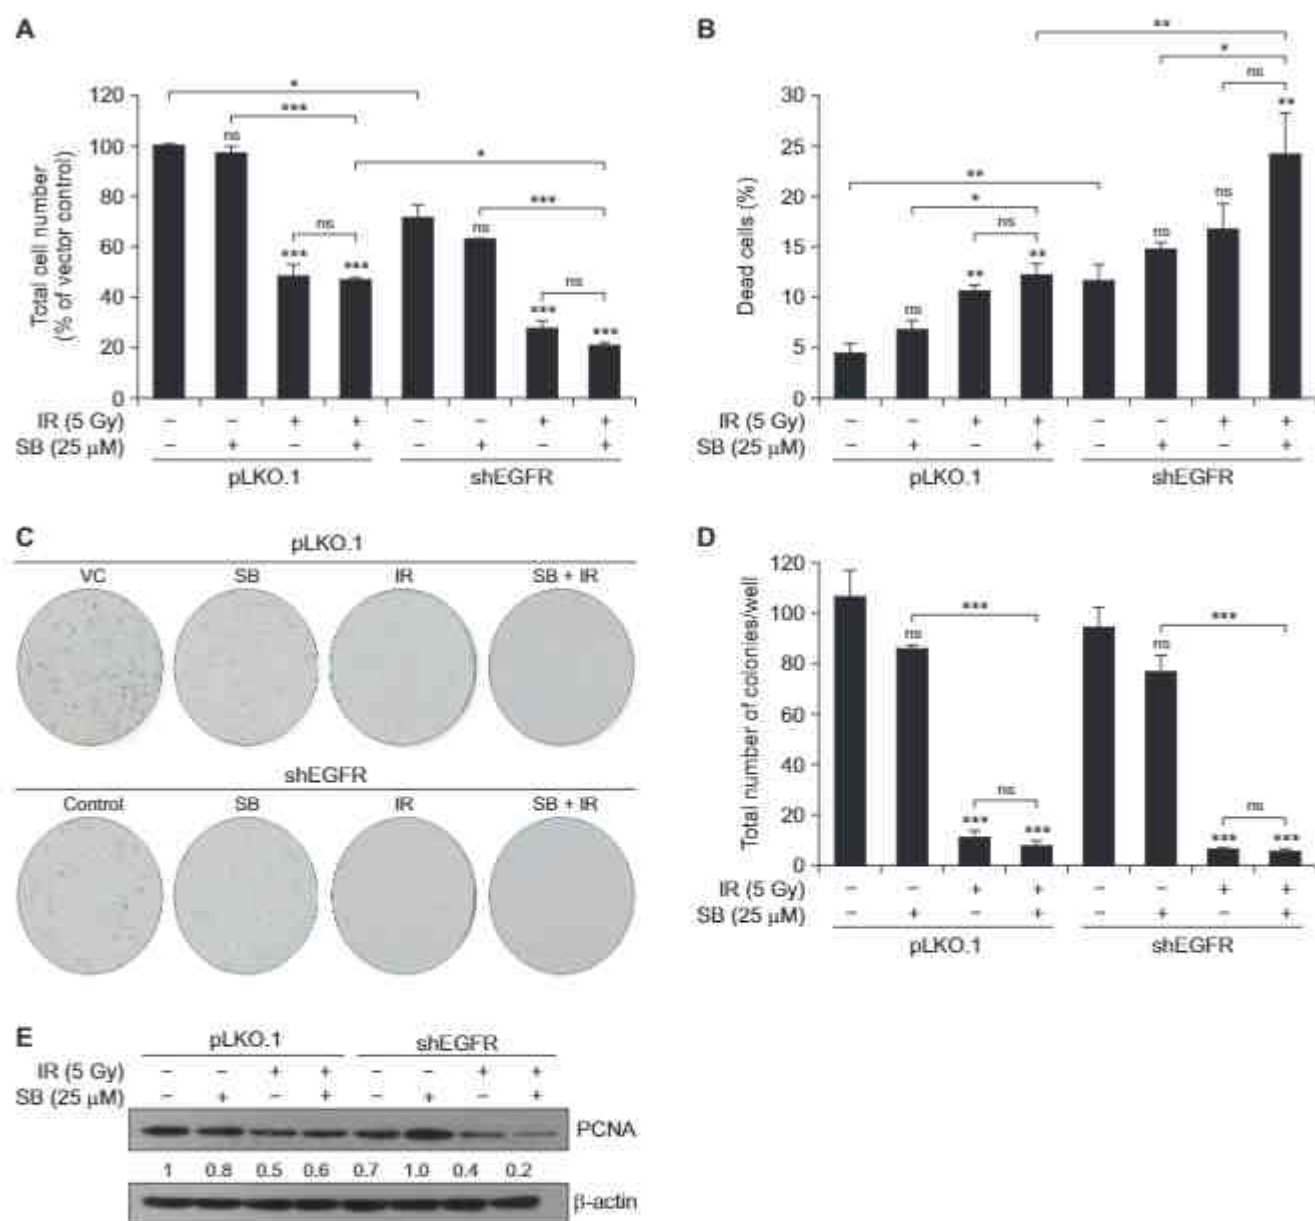 A
Total cell number
(% of vector control)
120
100
80
60
40
20
0
*
***
ns
*
ns
***
***
***
ns
ns
***
***
IR (5 Gy) – – + + – – + +
SB (25 μM) – + – + – + – +
pLKO.1 shEGFR
B
Dead cells (%)
30
25
20
15
10
5
0
**
*
ns
**
**
*
ns
ns
**
**
ns
ns
IR (5 Gy) – – + + – – + +
SB (25 μM) – + – + – + – +
pLKO.1 shEGFR
C
pLKO.1
VC SB IR SB + IR
shEGFR
Control SB IR SB + IR
D
Total number of colonies/well
120
100
80
60
40
20
0
***
ns
***
ns
ns
***
***
ns
***
***
IR (5 Gy) – – + + – – + +
SB (25 μM) – + – + – + – +
pLKO.1 shEGFR
E
pLKO.1 shEGFR
IR (5 Gy) – – + + – – + +
SB (25 μM) – + – + – + – +
PCNA
1 0.8 0.5 0.6 0.7 1.0 0.4 0.2
β-actin